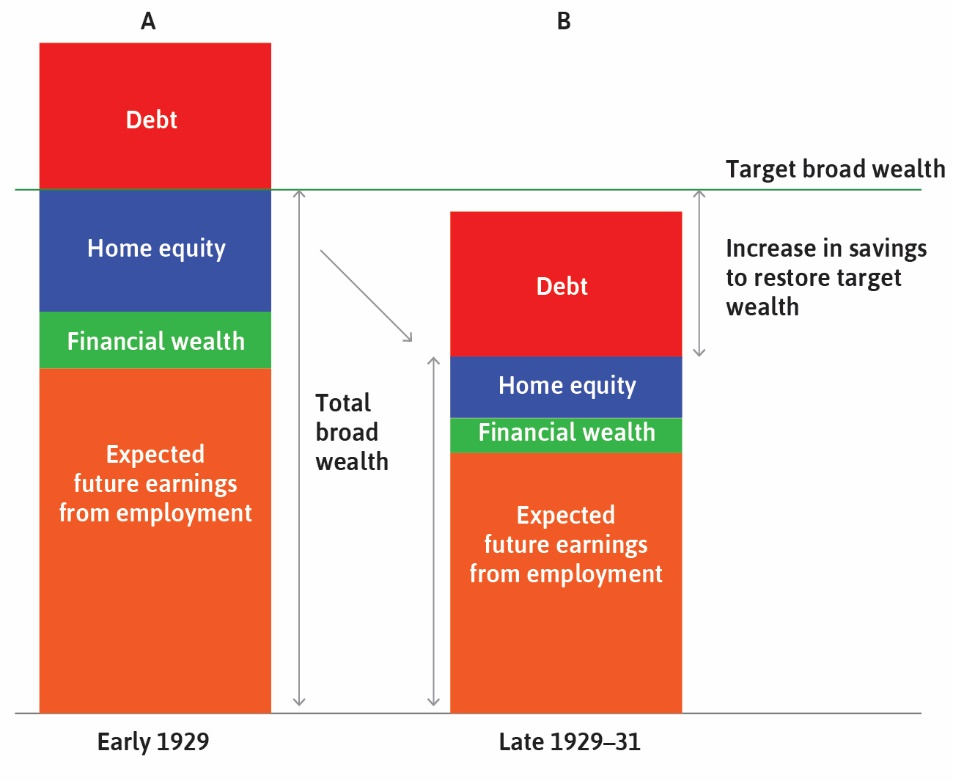 A
B
Debt
Target broad wealth
Home equity
Increase in savings
to restore target
wealth
Debt
Financial wealth
Total
broad
wealth
Home equity
Financial wealth
Expected
future earnings
from employment
Expected
future earnings
from employment
Early 1929
Late 1929–31